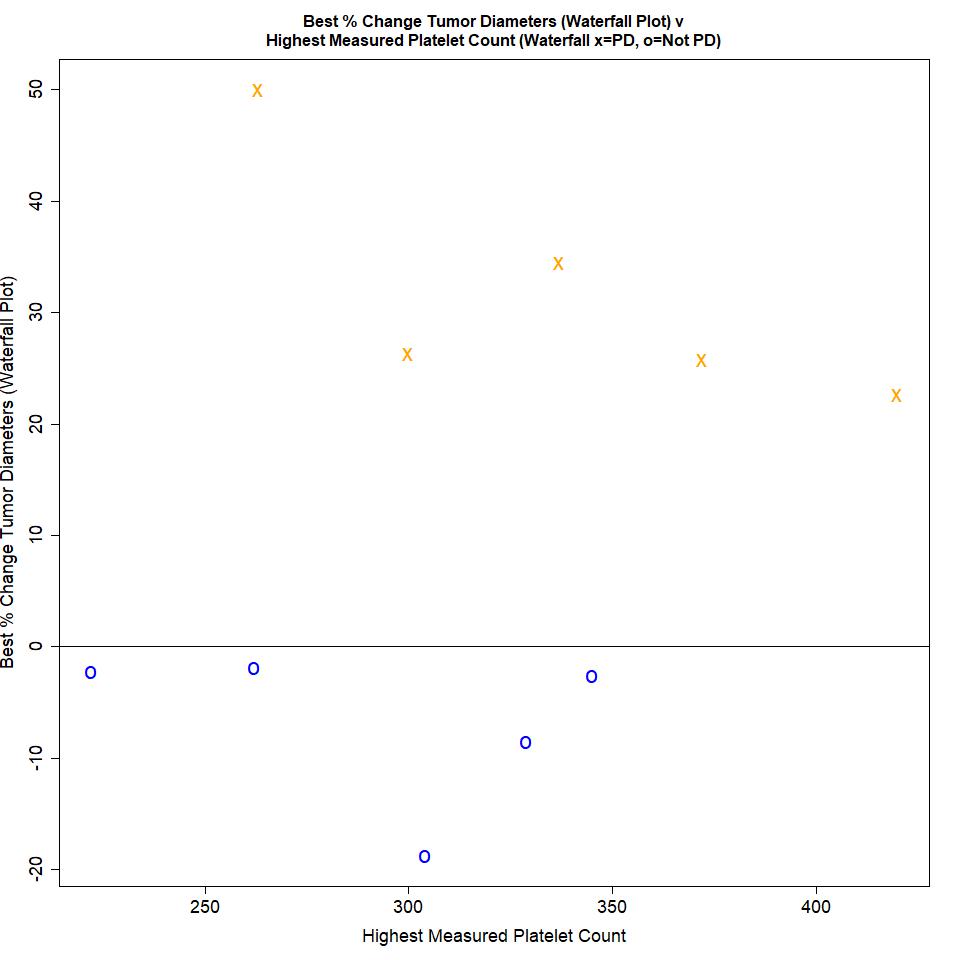 Best % Change Tumor Diameters (Waterfall Plot) v
Highest Measured Platelet Count (Waterfall x=PD, o=Not PD)
Best % Change Tumor Diameters (Waterfall Plot)
50
40
30
20
10
0
-10
-20
X
X
X
X
X
O
O
O
O
O
250
300
350
400
Highest Measured Platelet Count